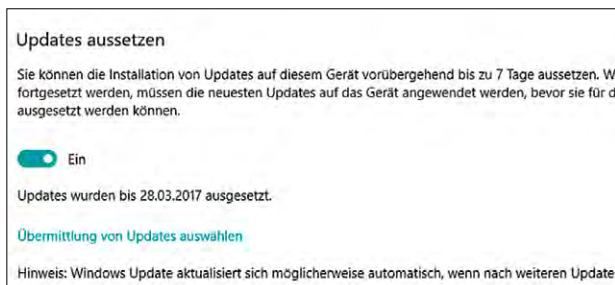 Updates aussetzen
Sie können die Installation von Updates auf diesem Gerät vorübergehend bis zu 7 Tage aussetzen. W
fortgesetzt werden, müssen die neuesten Updates auf das Gerät angewendet werden, bevor sie für d
ausgesetzt werden können.
Ein
Updates wurden bis 28.03.2017 ausgesetzt.
Übermittlung von Updates auswählen
Hinweis: Windows Update aktualisiert sich möglicherweise automatisch, wenn nach weiteren Update